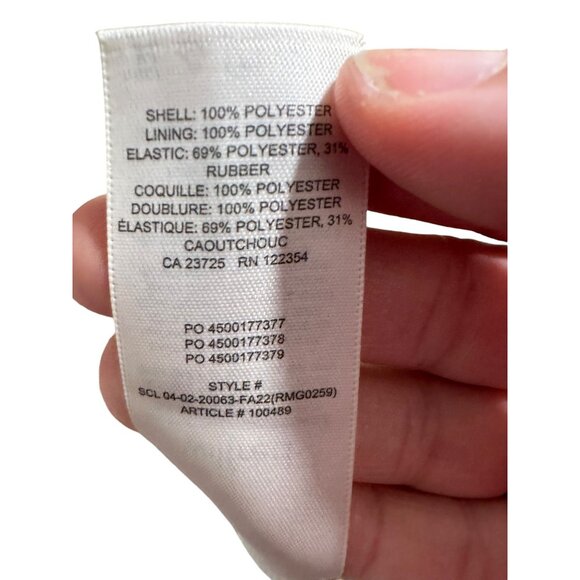 SHELL: 100% POLYESTER
LINING: 100% POLYESTER
ELASTIC: 69% POLYESTER, 31%
RUBBER
COQUILLE: 100% POLYESTER
DOUBLURE: 100% POLYESTER
ÉLASTIQUE: 69% POLYESTER, 31%
CAOUTCHOUC
CA 23725 RN 122354
PO 4500177377
PO 4500177378
PO 4500177379
STYLE #
SCL 04-02-20063-FA22(RMG0259)
ARTICLE # 100489